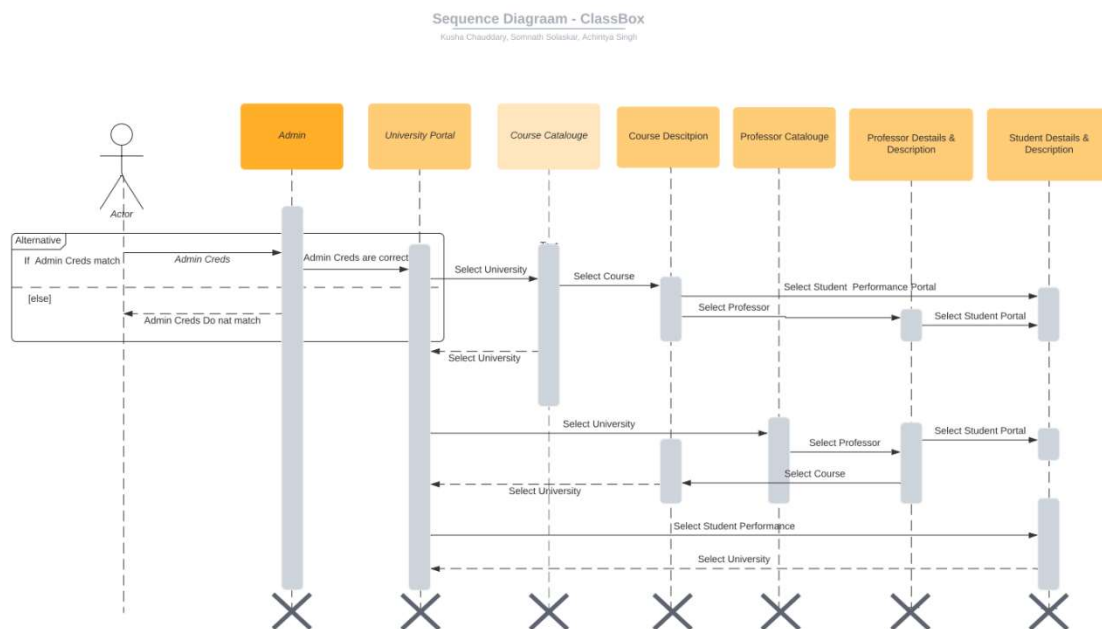 Sequence Diagraam - ClassBox
Kusha Chauddary, Somnath Solaskar, Achintya Singh
Admin
University Portal
Course Catalouge
Course Descitpion
Professor Catalouge
Professor Destails &
Description
Student Destails &
Description
Actor
Alternative
If Admin Creds match
Admin Creds
Admin Creds are correct
Select University
Select Course
Select Student Performance Portal
[else]
Select Professor
Admin Creds Do nat match
Select Student Portal
Select University
Select University
Select Student Portal
Select Professor
Select Course
Select University
Select Student Performance
Select University